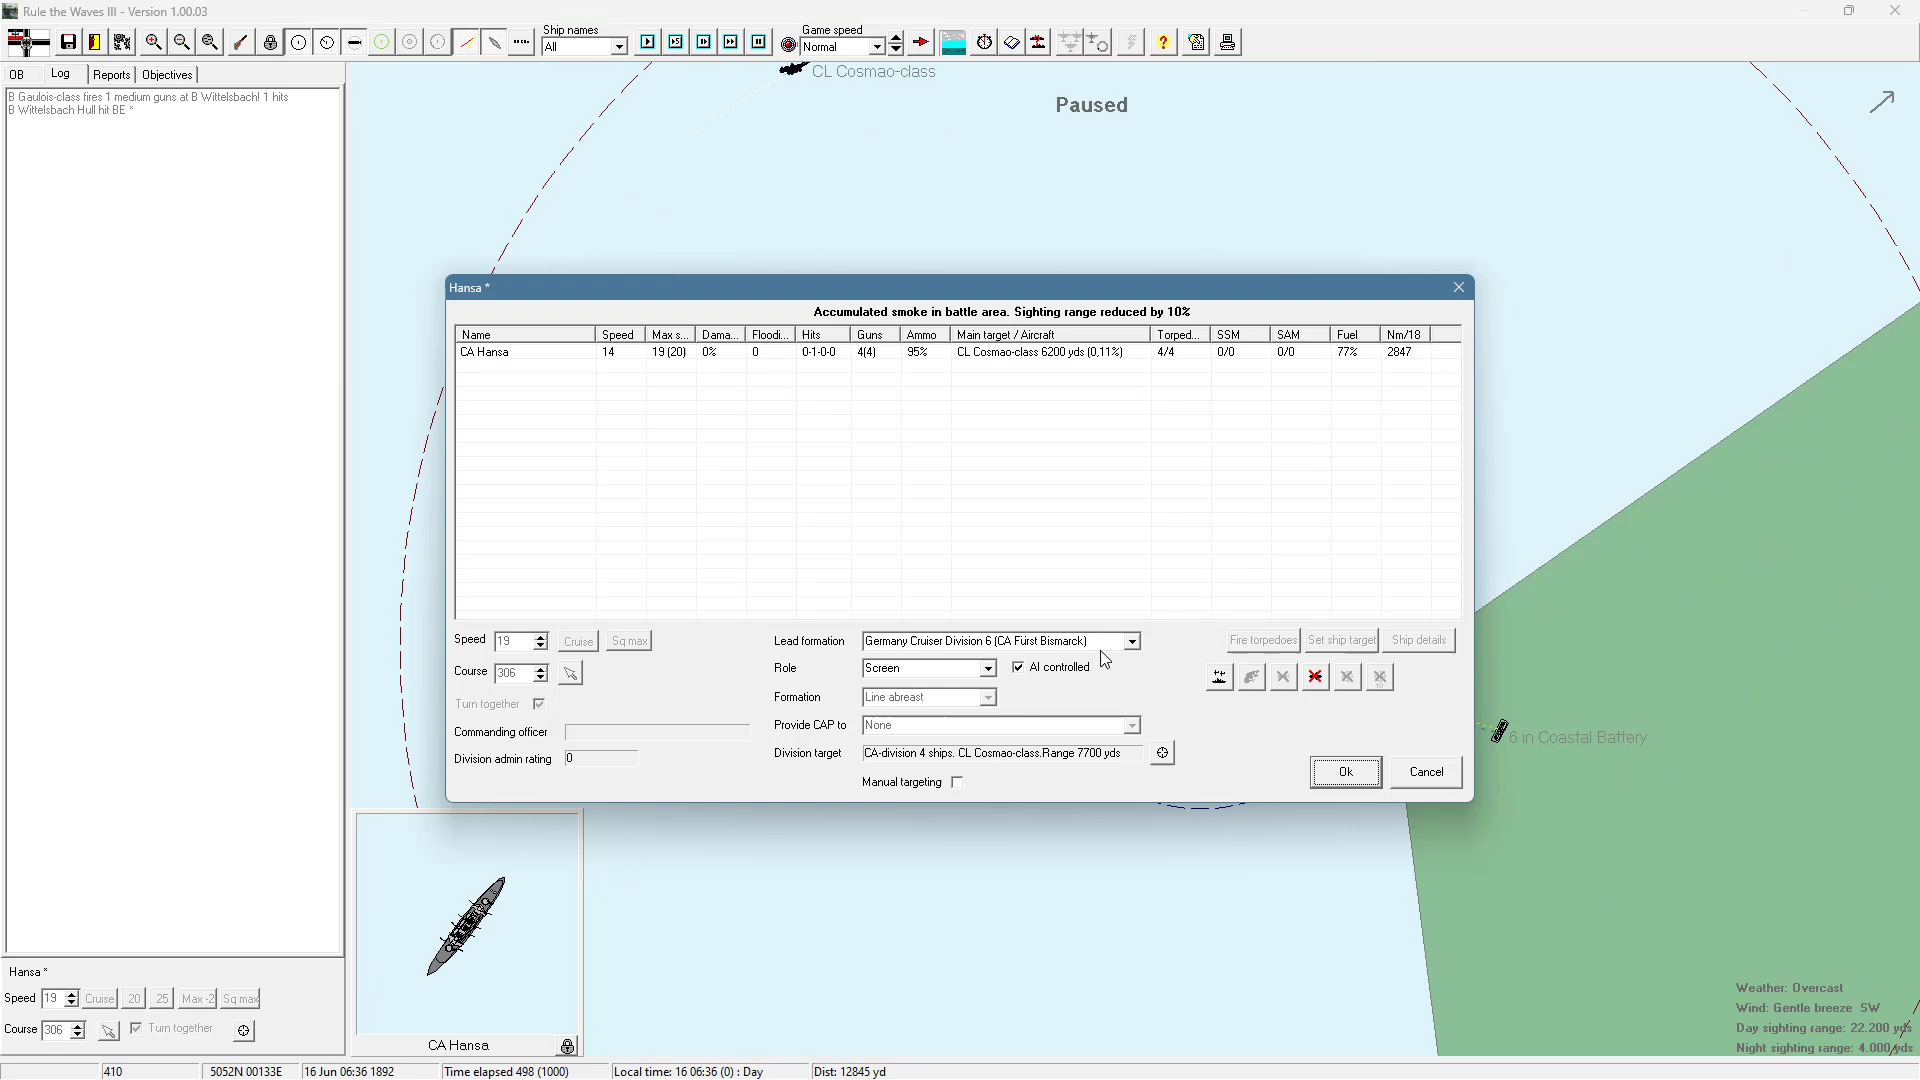 Rule the Waves III - Version 1.00.03
Ship names
All
Game speed
Normal
OB
Log
Reports
Objectives
B Gaulois-class fires 1 medium guns at B Wittelsbach! 1 hits
B Wittelsbach Hull hit BE *
CL Cosmao-class
Paused
Hansa *
Accumulated smoke in battle area. Sighting range reduced by 10%
Name Speed Max s... Dama... Floodi... Hits Guns Ammo Main target / Aircraft Torped... SSM SAM Fuel Nm/18
CA Hansa 14 19 (20) 0% 0 0-1-0-0 4(4) 95% CL Cosmao-class 6200 yds (0,11%) 4/4 0/0 0/0 77% 2847
Speed 19 Cruise Sq max
Lead formation Germany Cruiser Division 6 (CA Fürst Bismarck)
Fire torpedoes Set ship target Ship details
Course 306
Role Screen AI controlled
Turn together
Formation Line abreast
Commanding officer
Provide CAP to None
Division admin rating 0
Division target CA-division 4 ships. CL Cosmao-class.Range 7700 yds
Manual targeting
Ok Cancel
6 in Coastal Battery
Hansa *
Speed 19 Cruise 20 25 Max -2 Sq max
Course 306 Turn together
CA Hansa
Weather: Overcast
Wind: Gentle breeze SW
Day sighting range: 22.200 yds
Night sighting range: 4.000 yds
410 5052N 00133E 16 Jun 06:36 1892 Time elapsed 498 (1000) Local time: 16 06:36 (0) : Day Dist: 12845 yd